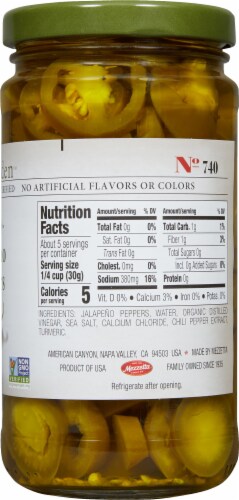 en
No 740
NO ARTIFICIAL FLAVORS OR COLORS
Nutrition Facts
About 5 servings per container
Serving size 1/4 cup (30g)
Calories per serving 5
Amount/serving % DV
Total Fat 0g 0%
Sat. Fat 0g 0%
Trans Fat 0g
Cholest. 0mg 0%
Sodium 380mg 16%
Amount/serving % DV
Total Carb. 1g 1%
Fiber 1g 3%
Total Sugars 0g
Incl. 0g Added Sugars 0%
Protein 0g
Vit. D 0% • Calcium 3% • Iron 0% • Potas. 3%
INGREDIENTS: JALAPEÑO PEPPERS, WATER, ORGANIC DISTILLED
VINEGAR, SEA SALT, CALCIUM CHLORIDE, CHILI PEPPER EXTRACT,
TURMERIC.
AMERICAN CANYON, NAPA VALLEY, CA 94503 USA ★ MADE BY MEZZETTA
PRODUCT OF USA
Mezzetta
FAMILY OWNED SINCE 1935
Refrigerate after opening.
NON
GMO
VERIFIED